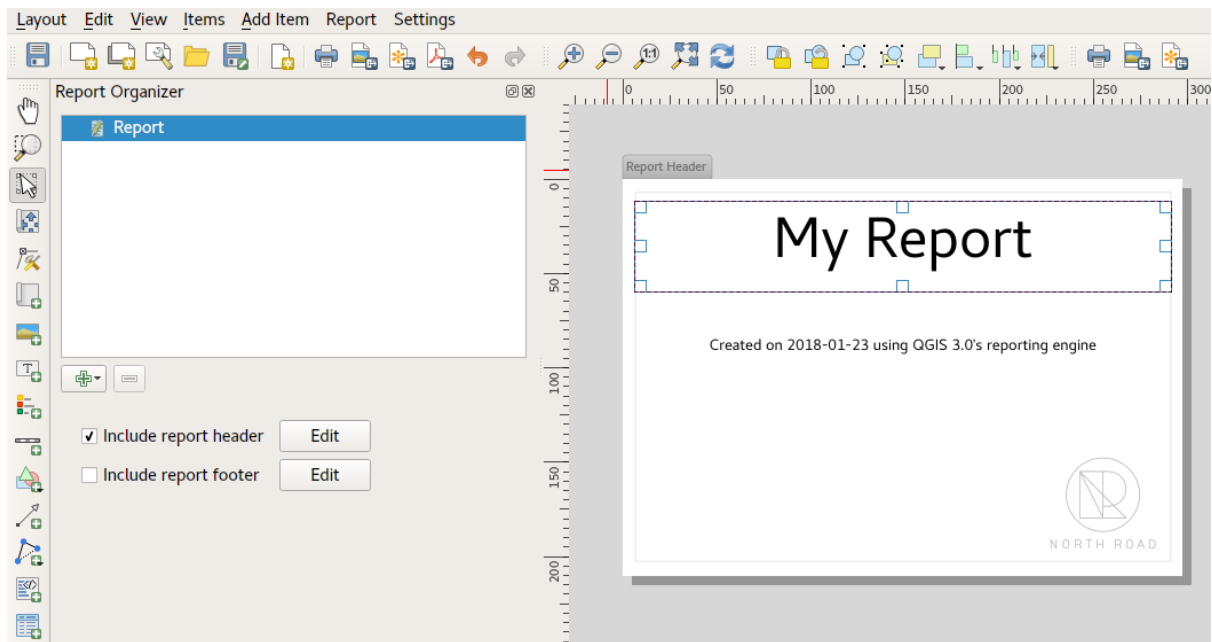 Layout Edit View Items Add Item Report Settings
1:1
Report Organizer
0 50 100 150 200 250 300
Report
Report Header
0
My Report
50
Created on 2018-01-23 using QGIS 3.0's reporting engine
T
100
Include report header Edit
Include report footer Edit
150
NORTH ROAD
200